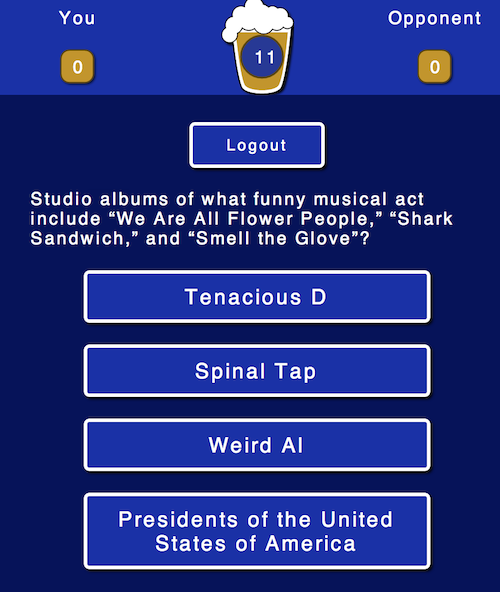 You
Opponent
0
11
0
Logout
Studio albums of what funny musical act
include “We Are All Flower People,” “Shark
Sandwich,” and “Smell the Glove”?
Tenacious D
Spinal Tap
Weird Al
Presidents of the United
States of America